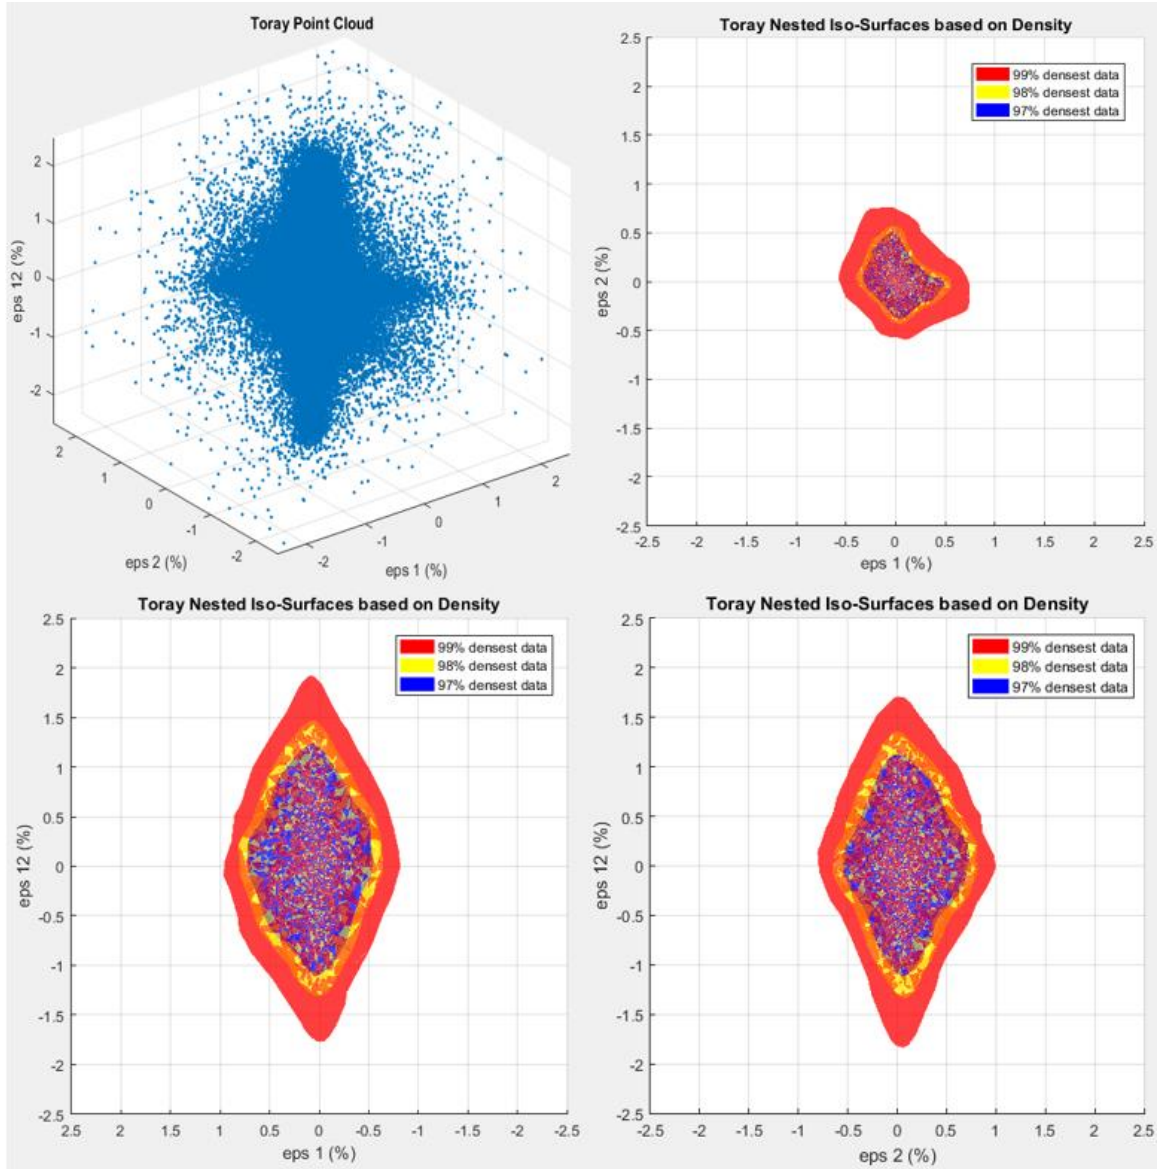 Toray Point Cloud
2
1
0
-1
-2
eps 12 (%)
2
1
0
-1
-2
eps 2 (%)
-2
-1
0
1
2
eps 1 (%)
Toray Nested Iso-Surfaces based on Density
99% densest data
98% densest data
97% densest data
2.5
2
1.5
1
0.5
0
-0.5
-1
-1.5
-2
-2.5
eps 2 (%)
-2.5 -2 -1.5 -1 -0.5 0 0.5 1 1.5 2 2.5
eps 1 (%)
Toray Nested Iso-Surfaces based on Density
99% densest data
98% densest data
97% densest data
2.5
2
1.5
1
0.5
0
-0.5
-1
-1.5
-2
-2.5
eps 12 (%)
2.5 2 1.5 1 0.5 0 -0.5 -1 -1.5 -2 -2.5
eps 1 (%)
Toray Nested Iso-Surfaces based on Density
99% densest data
98% densest data
97% densest data
2.5
2
1.5
1
0.5
0
-0.5
-1
-1.5
-2
-2.5
eps 12 (%)
-2.5 -2 -1.5 -1 -0.5 0 0.5 1 1.5 2 2.5
eps 2 (%)